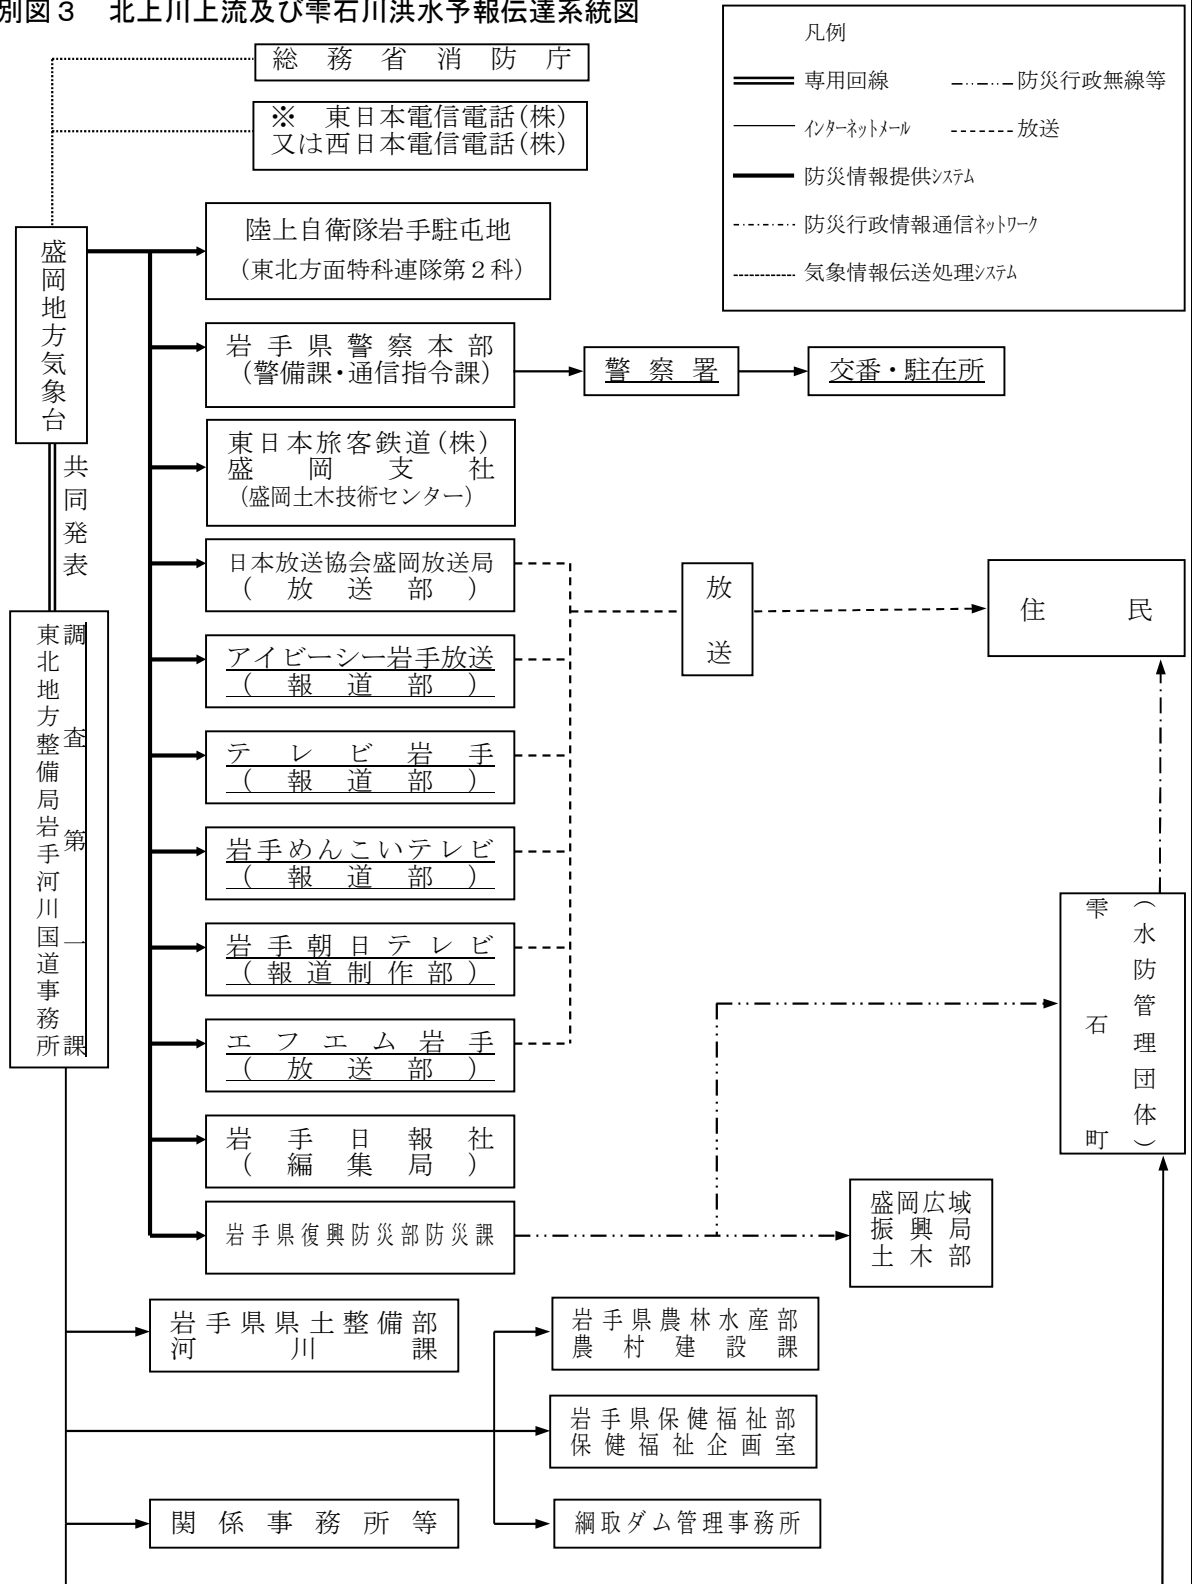 別図３　北上川上流及び雫石川洪水予報伝達系統図
凡例
専用回線
防災行政無線等
インターネットメール
放送
防災情報提供システム
防災行政情報通信ネットワーク
気象情報伝送処理システム
総務省消防庁
※　東日本電信電話(株)
又は西日本電信電話(株)
盛岡地方気象台
陸上自衛隊岩手駐屯地
(東北方面特科連隊第２科)
岩手県警察本部
(警備課・通信指令課)
警察署
交番・駐在所
東日本旅客鉄道(株)
盛岡支社
(盛岡土木技術センター)
共同発表
日本放送協会盛岡放送局
(放送部)
放送
住民
東北地方整備局岩手河川国道事務所
調査第一課
アイビーシー岩手放送
(報道部)
テレビ岩手
(報道部)
岩手めんこいテレビ
(報道部)
岩手朝日テレビ
(報道制作部)
エフエム岩手
(放送部)
雫石町
(水防管理団体)
岩手日報社
(編集局)
岩手県復興防災部防災課
盛岡広域
振興局
土木部
岩手県県土整備部
河川課
岩手県農林水産部
農村建設課
岩手県保健福祉部
保健福祉企画室
関係事務所等
綱取ダム管理事務所